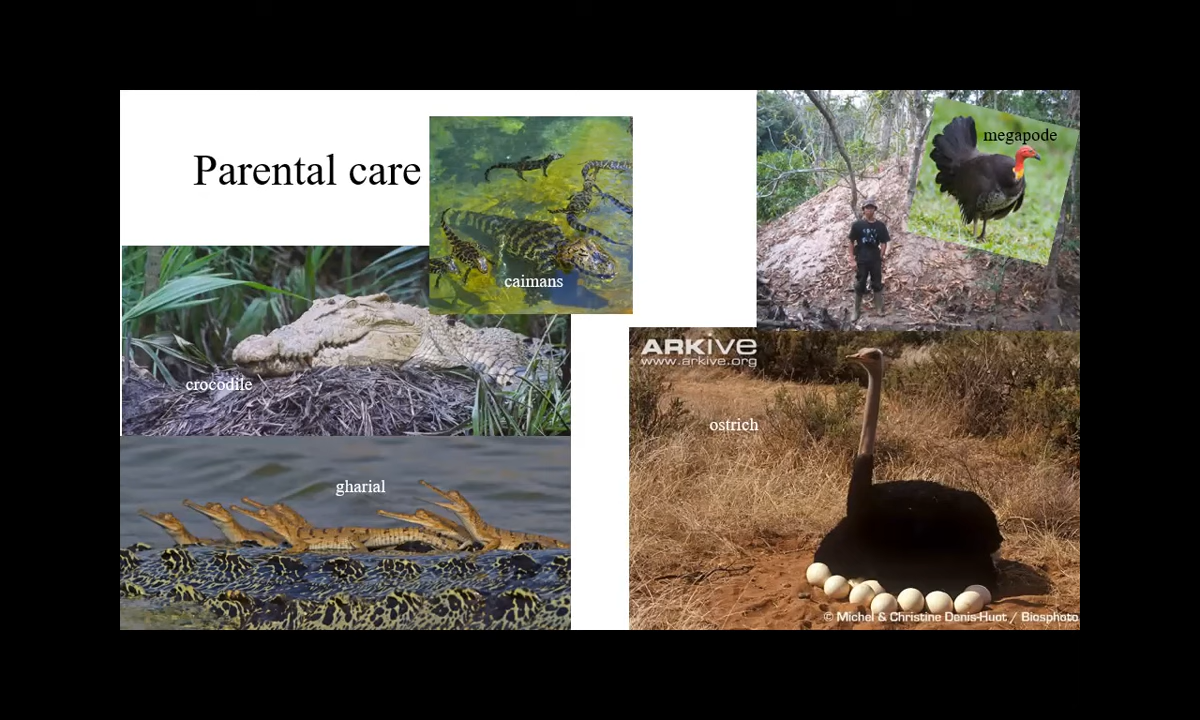 Parental care
caimans
megapode
crocodile
gharial
ARKive
www.arkive.org
ostrich
© Michel & Christine Denis-Huot / Biosphoto